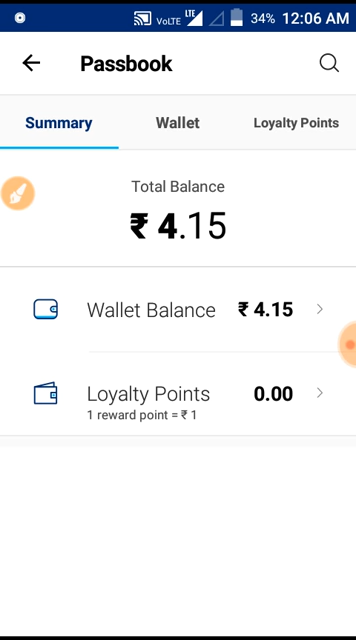 VoLTE LTE 34% 12:06 AM
Passbook
Summary Wallet Loyalty Points
Total Balance
₹ 4.15
Wallet Balance ₹ 4.15
Loyalty Points 0.00
1 reward point = ₹ 1